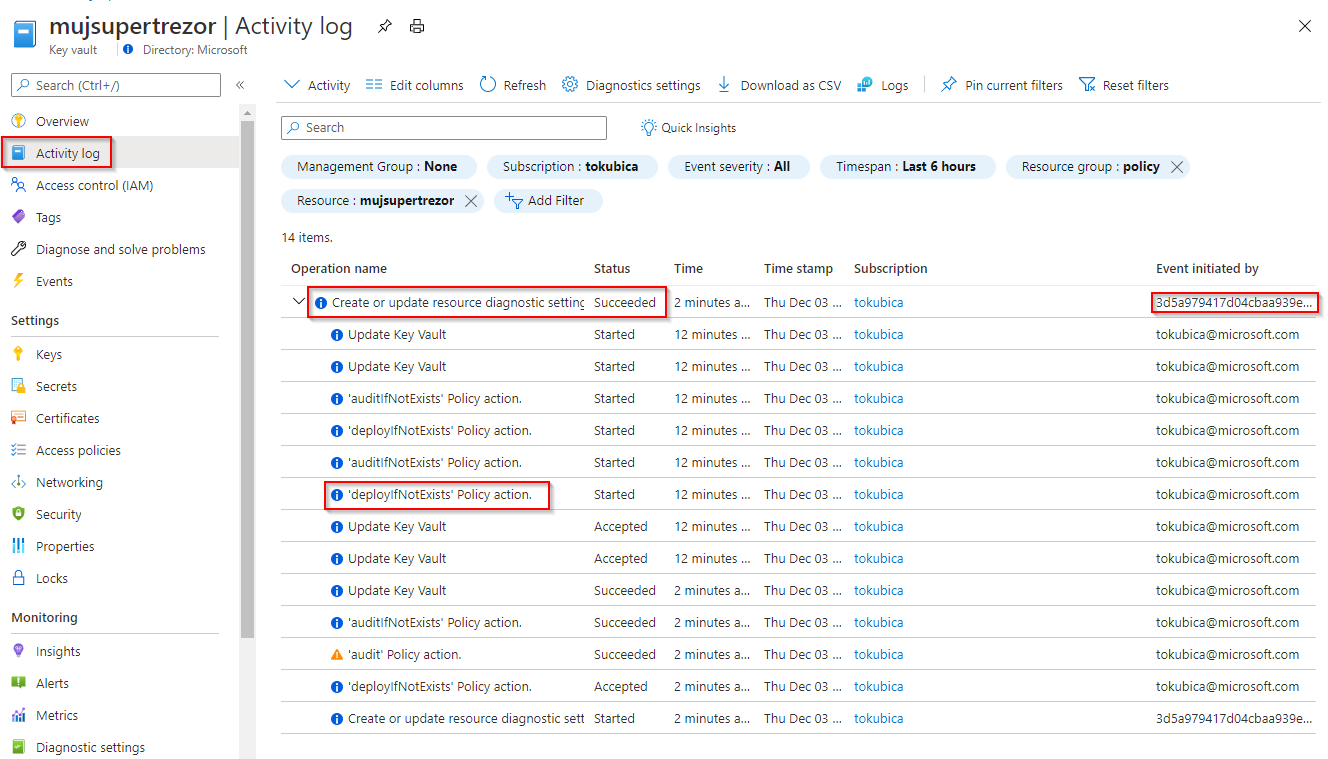 mujsupertrezor | Activity log
Key vault Directory: Microsoft
Search (Ctrl+/)
«
Overview
Activity log
Access control (IAM)
Tags
Diagnose and solve problems
Events
Settings
Keys
Secrets
Certificates
Access policies
Networking
Security
Properties
Locks
Monitoring
Insights
Alerts
Metrics
Diagnostic settings
Activity Edit columns Refresh Diagnostics settings Download as CSV Logs Pin current filters Reset filters
Search Quick Insights
Management Group : None Subscription : tokubica Event severity : All Timespan : Last 6 hours Resource group : policy
Resource : mujsupertrezor Add Filter
14 items.
Operation name Status Time Time stamp Subscription Event initiated by
Create or update resource diagnostic setting Succeeded 2 minutes a... Thu Dec 03 ... tokubica 3d5a979417d04cbaa939e...
Update Key Vault Started 12 minutes ... Thu Dec 03 ... tokubica tokubica@microsoft.com
Update Key Vault Started 12 minutes ... Thu Dec 03 ... tokubica tokubica@microsoft.com
'auditIfNotExists' Policy action. Started 12 minutes ... Thu Dec 03 ... tokubica tokubica@microsoft.com
'deployIfNotExists' Policy action. Started 12 minutes ... Thu Dec 03 ... tokubica tokubica@microsoft.com
'auditIfNotExists' Policy action. Started 12 minutes ... Thu Dec 03 ... tokubica tokubica@microsoft.com
'deployIfNotExists' Policy action. Started 12 minutes ... Thu Dec 03 ... tokubica tokubica@microsoft.com
Update Key Vault Accepted 12 minutes ... Thu Dec 03 ... tokubica tokubica@microsoft.com
Update Key Vault Accepted 12 minutes ... Thu Dec 03 ... tokubica tokubica@microsoft.com
Update Key Vault Succeeded 2 minutes a... Thu Dec 03 ... tokubica tokubica@microsoft.com
'auditIfNotExists' Policy action. Succeeded 2 minutes a... Thu Dec 03 ... tokubica tokubica@microsoft.com
'audit' Policy action. Succeeded 2 minutes a... Thu Dec 03 ... tokubica tokubica@microsoft.com
'deployIfNotExists' Policy action. Accepted 2 minutes a... Thu Dec 03 ... tokubica tokubica@microsoft.com
Create or update resource diagnostic sett Started 2 minutes a... Thu Dec 03 ... tokubica 3d5a979417d04cbaa939e...